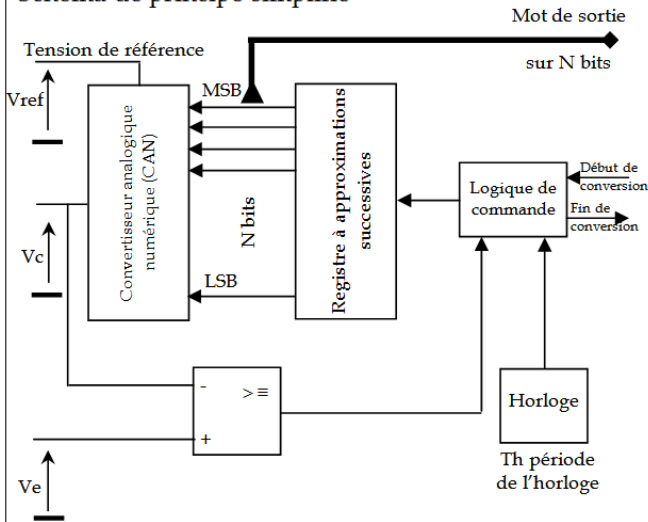 Mot de sortie
sur N bits
Tension de référence
Vref
MSB
Convertisseur analogique
numérique (CAN)
N bits
LSB
Registre à approximations
successives
Logique de
commande
Début de
conversion
Fin de
conversion
Vc
-
+
> ≡
Horloge
Th période
de l'horloge
Ve